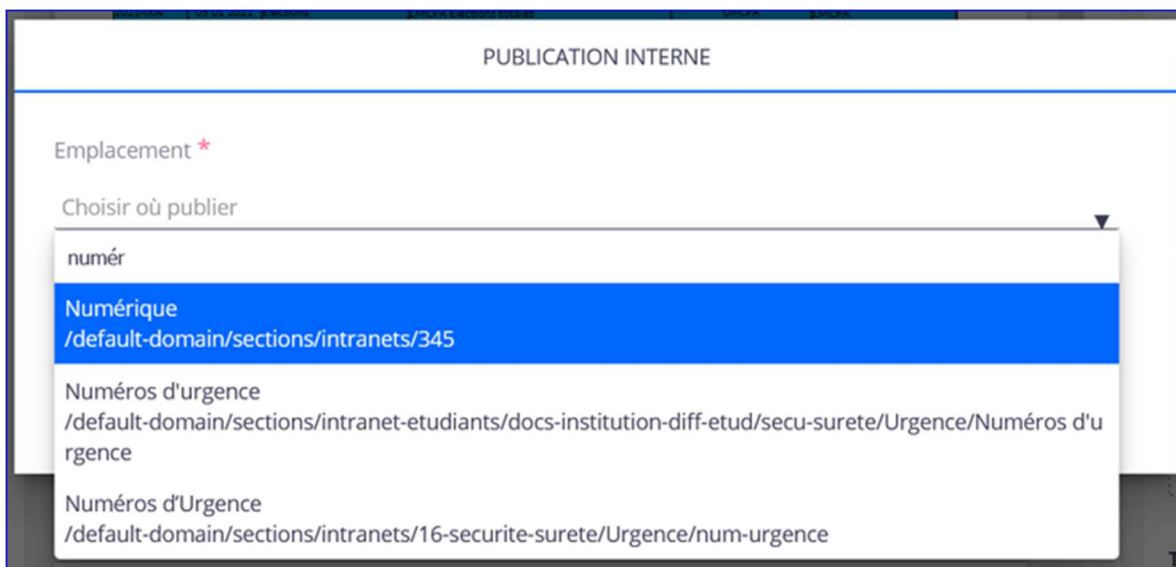 PUBLICATION INTERNE
Emplacement *
Choisir où publier
numér
Numérique
/default-domain/sections/intranets/345
Numéros d'urgence
/default-domain/sections/intranet-etudiants/docs-institution-diff-etud/secu-surete/Urgence/Numéros d'u
rgence
Numéros d’Urgence
/default-domain/sections/intranets/16-securite-surete/Urgence/num-urgence